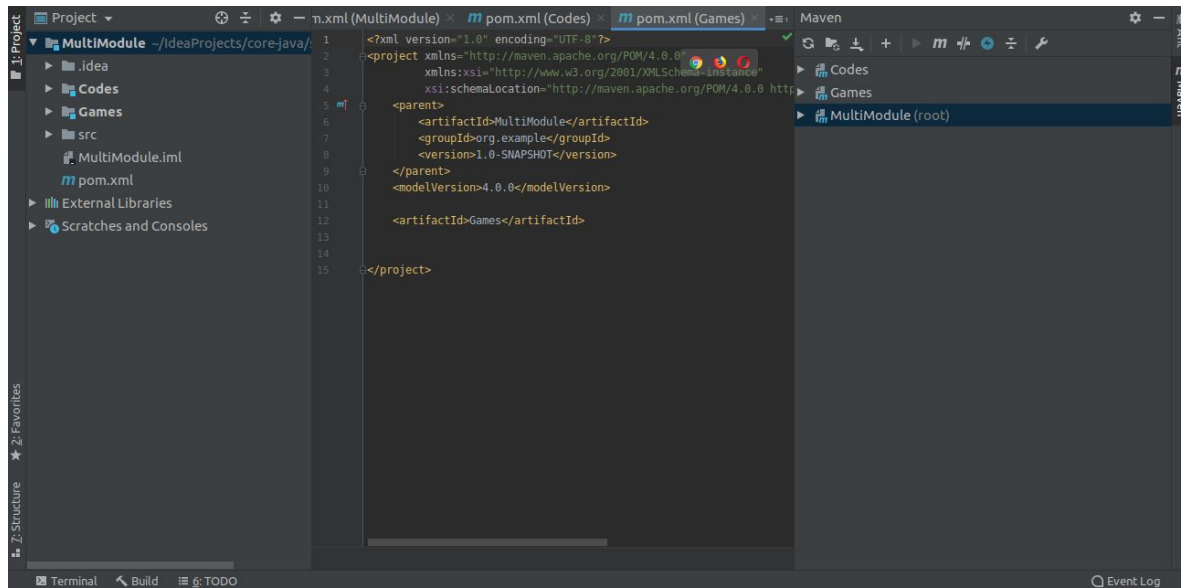 Project
n.xml (MultiModule)
pom.xml (Codes)
pom.xml (Games)
Maven
1: Project
MultiModule ~/IdeaProjects/core-java/
.idea
Codes
Games
src
MultiModule.iml
m pom.xml
External Libraries
Scratches and Consoles
1 <?xml version="1.0" encoding="UTF-8"?>
2 <project xmlns="http://maven.apache.org/POM/4.0.0"
3 xmlns:xsi="http://www.w3.org/2001/XMLSchema-instance"
4 xsi:schemaLocation="http://maven.apache.org/POM/4.0.0 http
5 <parent>
6 <artifactId>MultiModule</artifactId>
7 <groupId>org.example</groupId>
8 <version>1.0-SNAPSHOT</version>
9 </parent>
10 <modelVersion>4.0.0</modelVersion>
11
12 <artifactId>Games</artifactId>
13
14
15 </project>
Codes
Games
MultiModule (root)
Maven
2: Favorites
7: Structure
Terminal
Build
6: TODO
Event Log